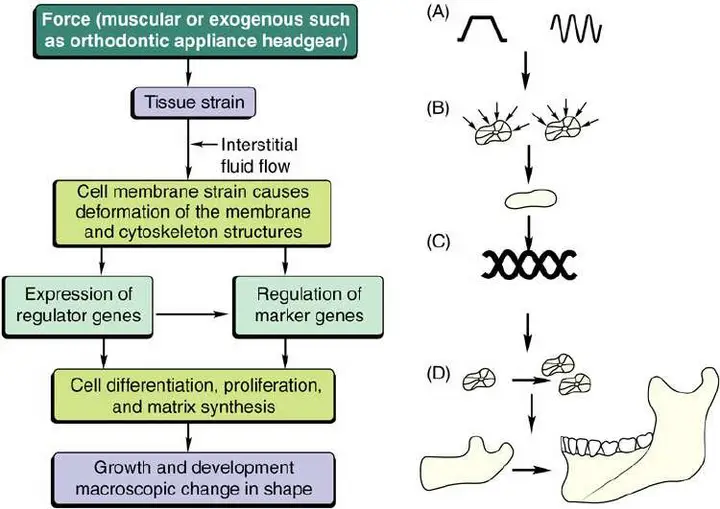 Force (muscular or exogenous such
as orthodontic appliance headgear)
Tissue strain
Interstitial
fluid flow
Cell membrane strain causes
deformation of the membrane
and cytoskeleton structures
Expression of
regulator genes
Regulation of
marker genes
Cell differentiation, proliferation,
and matrix synthesis
Growth and development
macroscopic change in shape
(A)
(B)
(C)
(D)